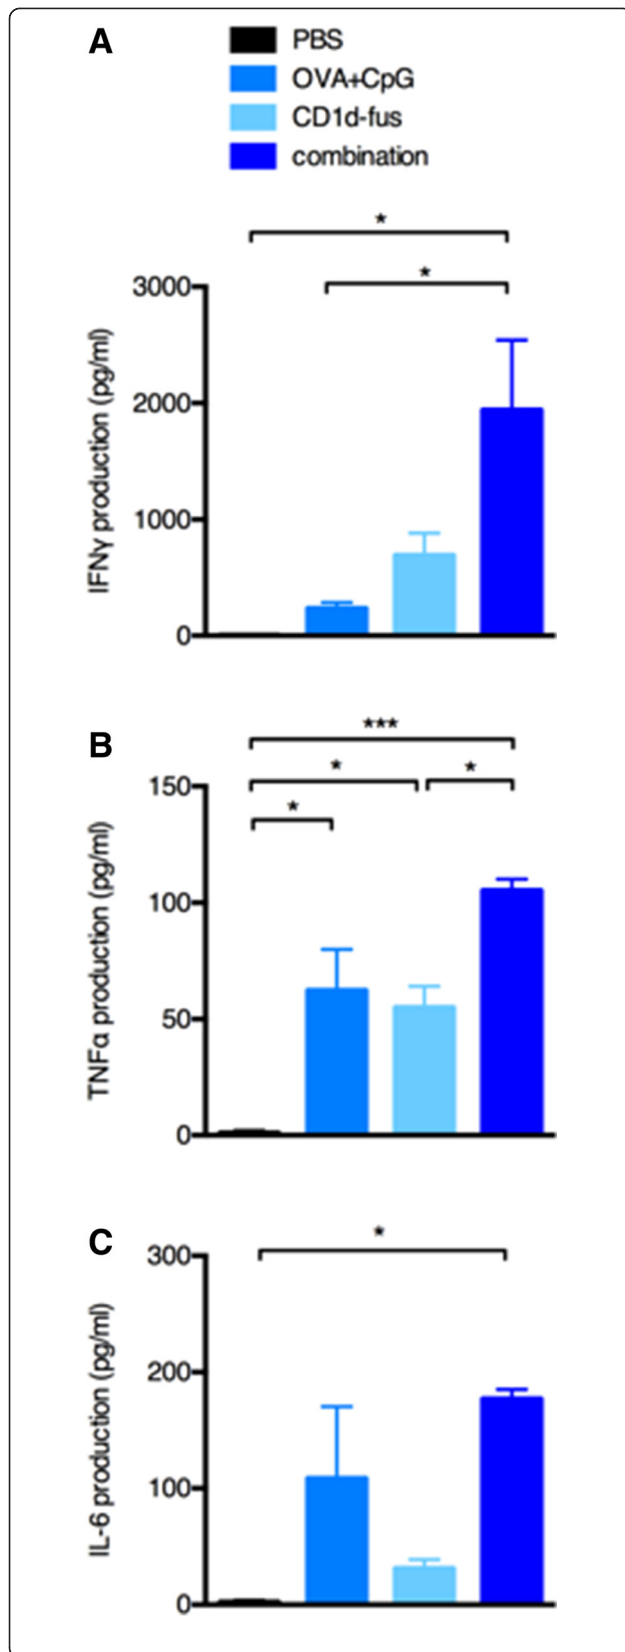 A
PBS
OVA+CpG
CD1d-fus
combination
*
*
IFNγ production (pg/ml)
3000
2000
1000
0
B
***
*
*
*
TNFα production (pg/ml)
150
100
50
0
C
*
IL-6 production (pg/ml)
300
200
100
0